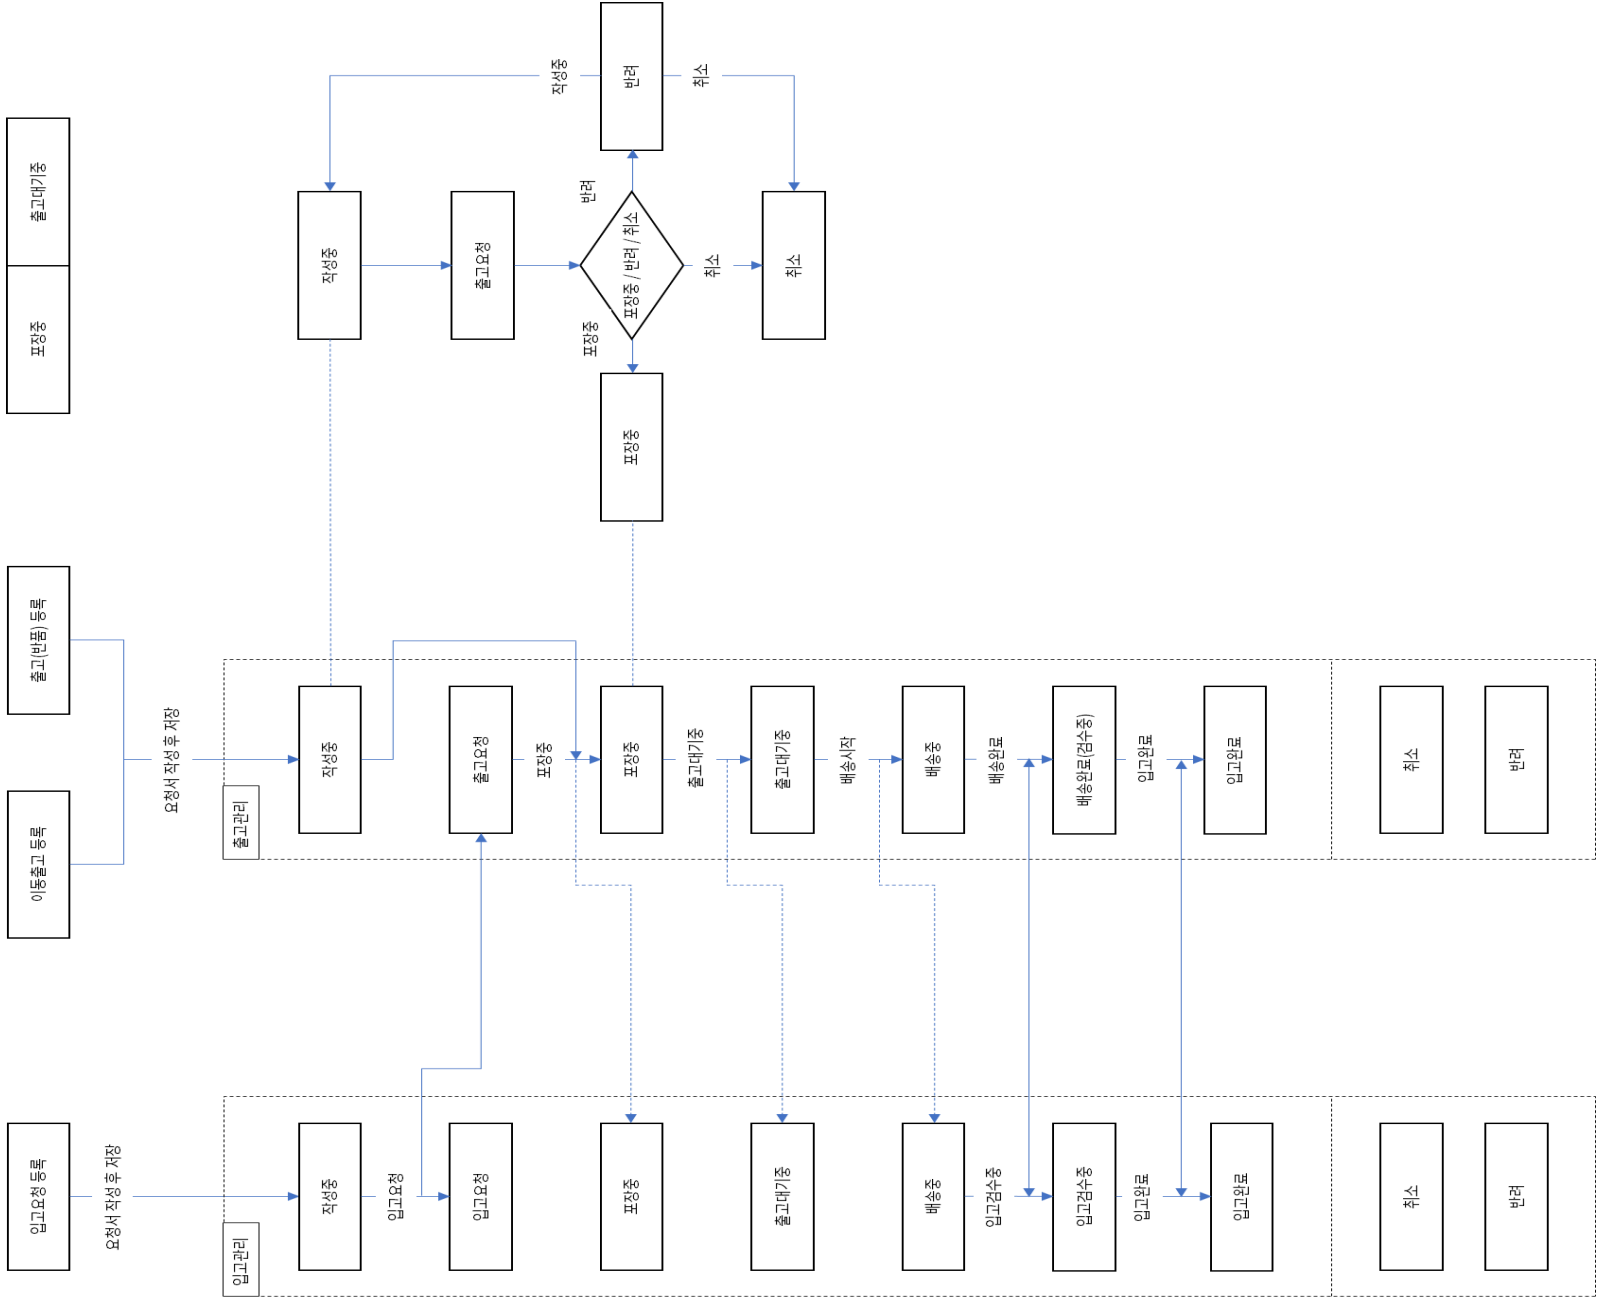 입고요청 등록
이동출고 등록
출고(반품) 등록
포장중
출고대기중
요청서 작성 후 저장
요청서 작성 후 저장
입고관리
출고관리
작성중
작성중
작성중
입고요청
입고요청
출고요청
출고요청
포장중
작성중
포장중
반려
포장중
포장중
포장중
포장중 / 반려 / 취소
반려
출고대기중
취소
취소
출고대기중
출고대기중
취소
배송시작
배송중
배송중
입고검수중
배송완료
입고검수중
배송완료(검수중)
입고완료
입고완료
입고완료
입고완료
취소
취소
반려
반려